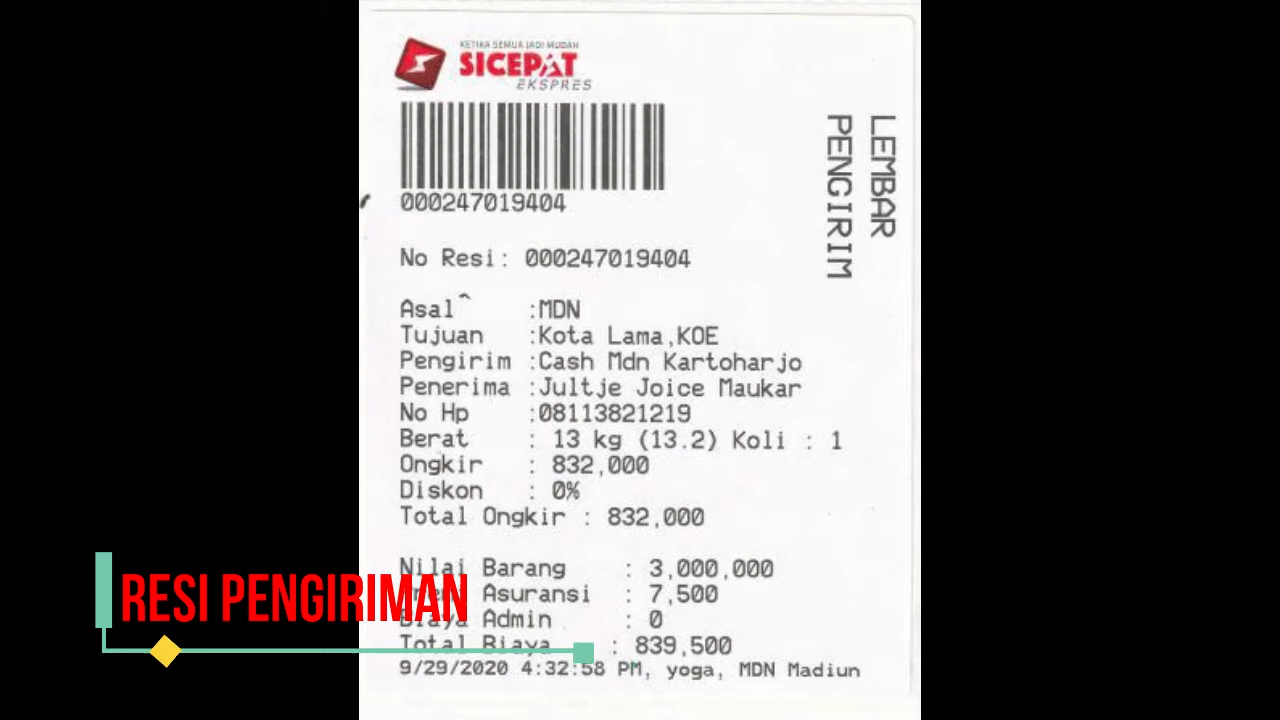 KETIKA SEMUA JADI MUDAH
SICEPAT
EKSPRES
LEMBAR
PENGIRIM
000247019404
No Resi: 000247019404
Asal :MDN
Tujuan :Kota Lama,KOE
Pengirim :Cash Mdn Kartoharjo
Penerima :Jultje Joice Maukar
No Hp :08113821219
Berat : 13 kg (13.2) Koli : 1
Ongkir : 832,000
Diskon : 0%
Total Ongkir : 832,000
Nilai Barang : 3,000,000
Asuransi : 7,500
Biaya Admin : 0
Total Biaya : 839,500
9/29/2020 4:32:58 PM, yoga, MDN Madiun
RESI PENGIRIMAN